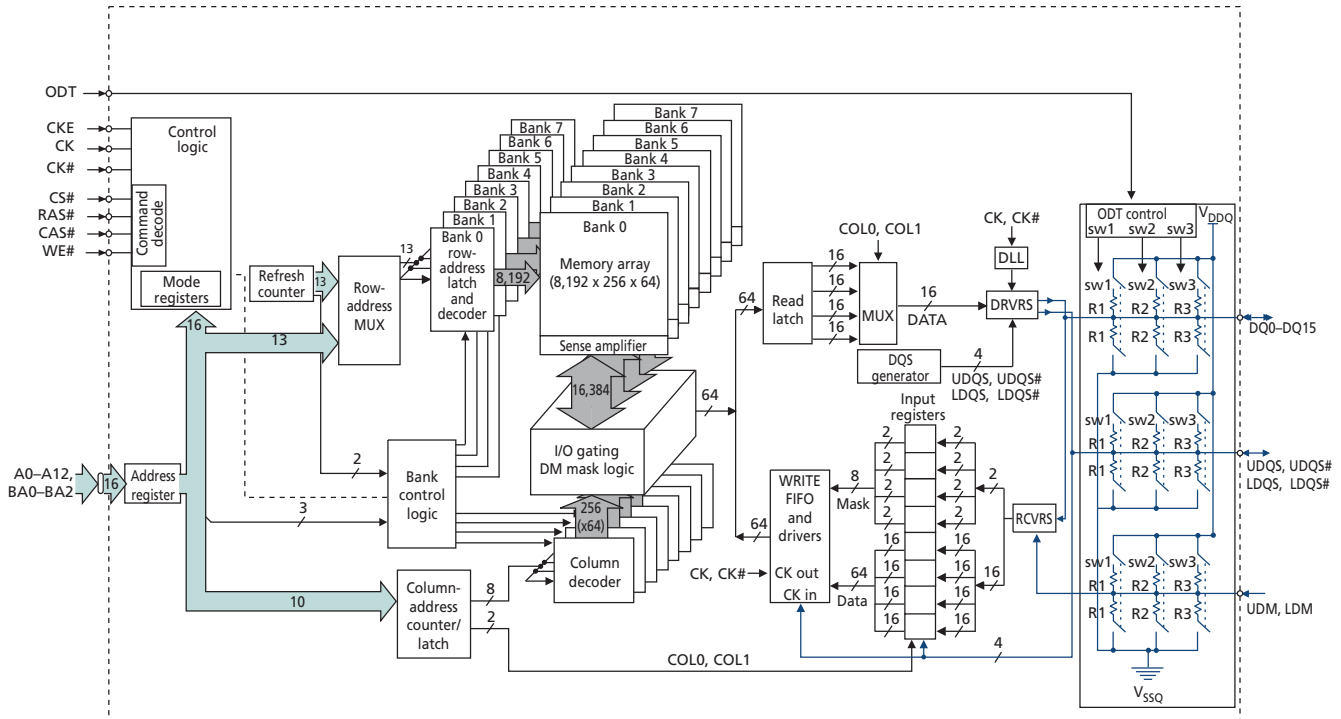 ODT
CKE
CK
CK#
CS#
RAS#
CAS#
WE#
Control
logic
Command
decode
Mode
registers
Refresh
counter
13
Row-
address
MUX
13
Bank 7
Bank 6
Bank 5
Bank 4
Bank 3
Bank 2
Bank 1
Bank 0
row-
address
latch
and
decoder
8,192
Bank 7
Bank 6
Bank 5
Bank 4
Bank 3
Bank 2
Bank 1
Bank 0
Memory array
(8,192 x 256 x 64)
Sense amplifier
16,384
I/O gating
DM mask logic
256
(x64)
Column
decoder
16
13
2
3
10
A0–A12,
BA0–BA2
16
Address
register
Bank
control
logic
Column-
address
counter/
latch
8
2
COL0, COL1
64
64
64
Read
latch
16
16
16
16
COL0, COL1
MUX
16
DATA
CK, CK#
DLL
DRVRS
DQS
generator
4
UDQS, UDQS#
LDQS, LDQS#
Input
registers
2
2
2
2
2
2
2
2
2
8
Mask
WRITE
FIFO
and
drivers
CK out
CK in
CK, CK#
64
Data
16
16
16
16
16
16
16
16
16
RCVRS
4
ODT control
sw1 sw2 sw3
VDDQ
sw1 sw2 sw3
R1 R2 R3
R1 R2 R3
DQ0–DQ15
sw1 sw2 sw3
R1 R2 R3
R1 R2 R3
UDQS, UDQS#
LDQS, LDQS#
sw1 sw2 sw3
R1 R2 R3
R1 R2 R3
UDM, LDM
VSSQ